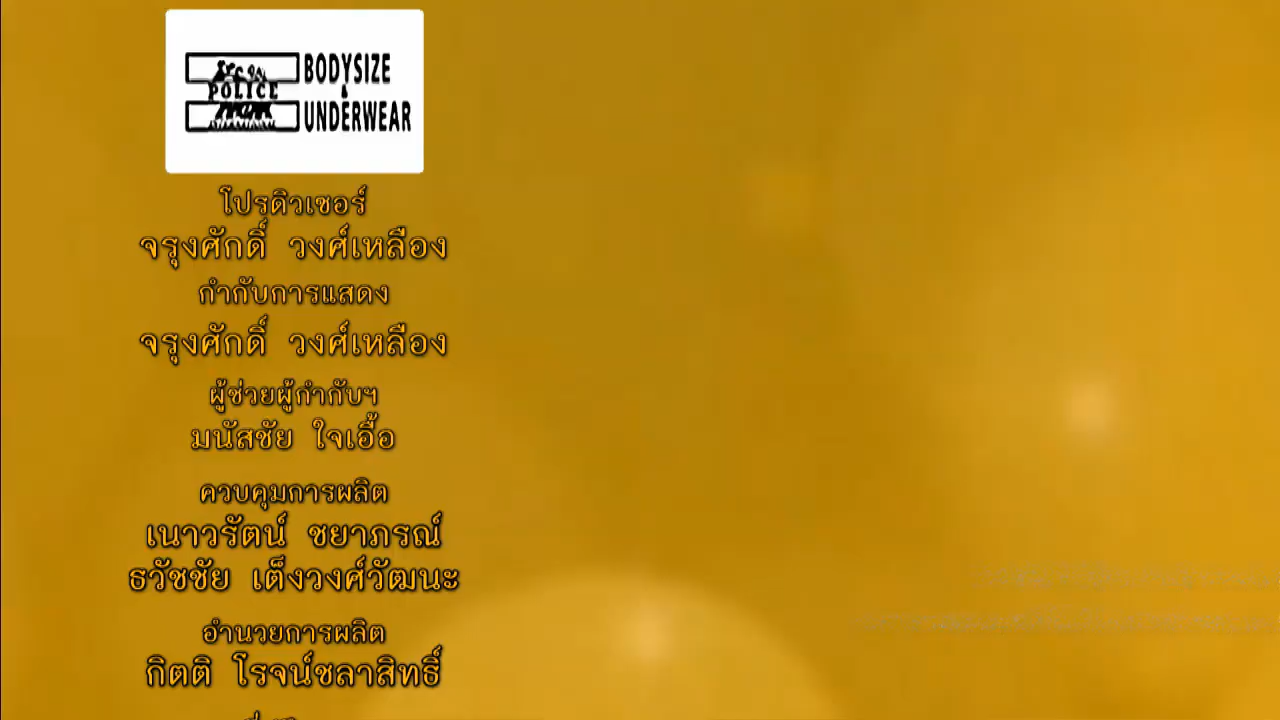 BODYSIZE
&
UNDERWEAR
POLICE
โปรดิวเซอร์
จรุงศักดิ์ วงศ์เหลือง
กำกับการแสดง
จรุงศักดิ์ วงศ์เหลือง
ผู้ช่วยผู้กำกับฯ
มนัสชัย ใจเอื้อ
ควบคุมการผลิต
เนาวรัตน์ ชยาภรณ์
ธวัชชัย เต็งวงศ์วัฒนะ
อำนวยการผลิต
กิตติ โรจน์ชลาสิทธิ์